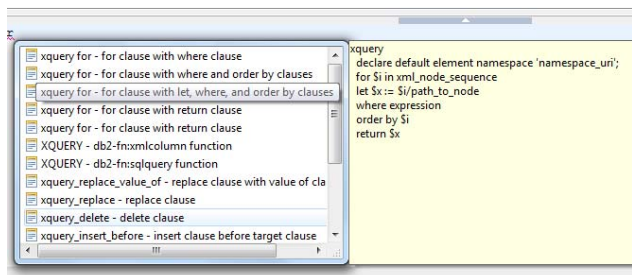 xquery for - for clause with where clause
xquery for - for clause with where and order by clauses
xquery for - for clause with let, where, and order by clauses
xquery for - for clause with return clause
xquery for - for clause with return clause
XQUERY - db2-fn:xmlcolumn function
XQUERY - db2-fn:sqlquery function
xquery_replace_value_of - replace clause with value of cla
xquery_replace - replace clause
xquery_delete - delete clause
xquery_insert_before - insert clause before target clause
xquery
declare default element namespace 'namespace_uri';
for $i in xml_node_sequence
let $x := $i/path_to_node
where expression
order by $i
return $x